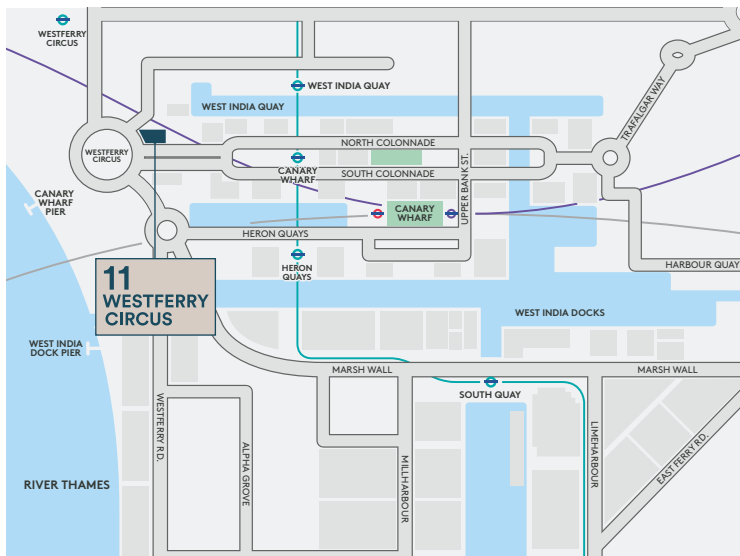 WESTFERRY
CIRCUS
WEST INDIA QUAY
WEST INDIA QUAY
TRAFALGAR WAY
WESTFERRY
CIRCUS
NORTH COLONNADE
CANARY
WHARF
SOUTH COLONNADE
UPPER BANK ST.
CANARY
WHARF
PIER
CANARY
WHARF
HERON QUAYS
HERON
QUAYS
HARBOUR QUAY
11
WESTFERRY
CIRCUS
WEST INDIA DOCKS
WEST INDIA
DOCK PIER
MARSH WALL
MARSH WALL
SOUTH QUAY
WESTFERRY RD.
ALPHA GROVE
MILLHARBOUR
LIMEHARBOUR
EAST FERRY RD.
RIVER THAMES